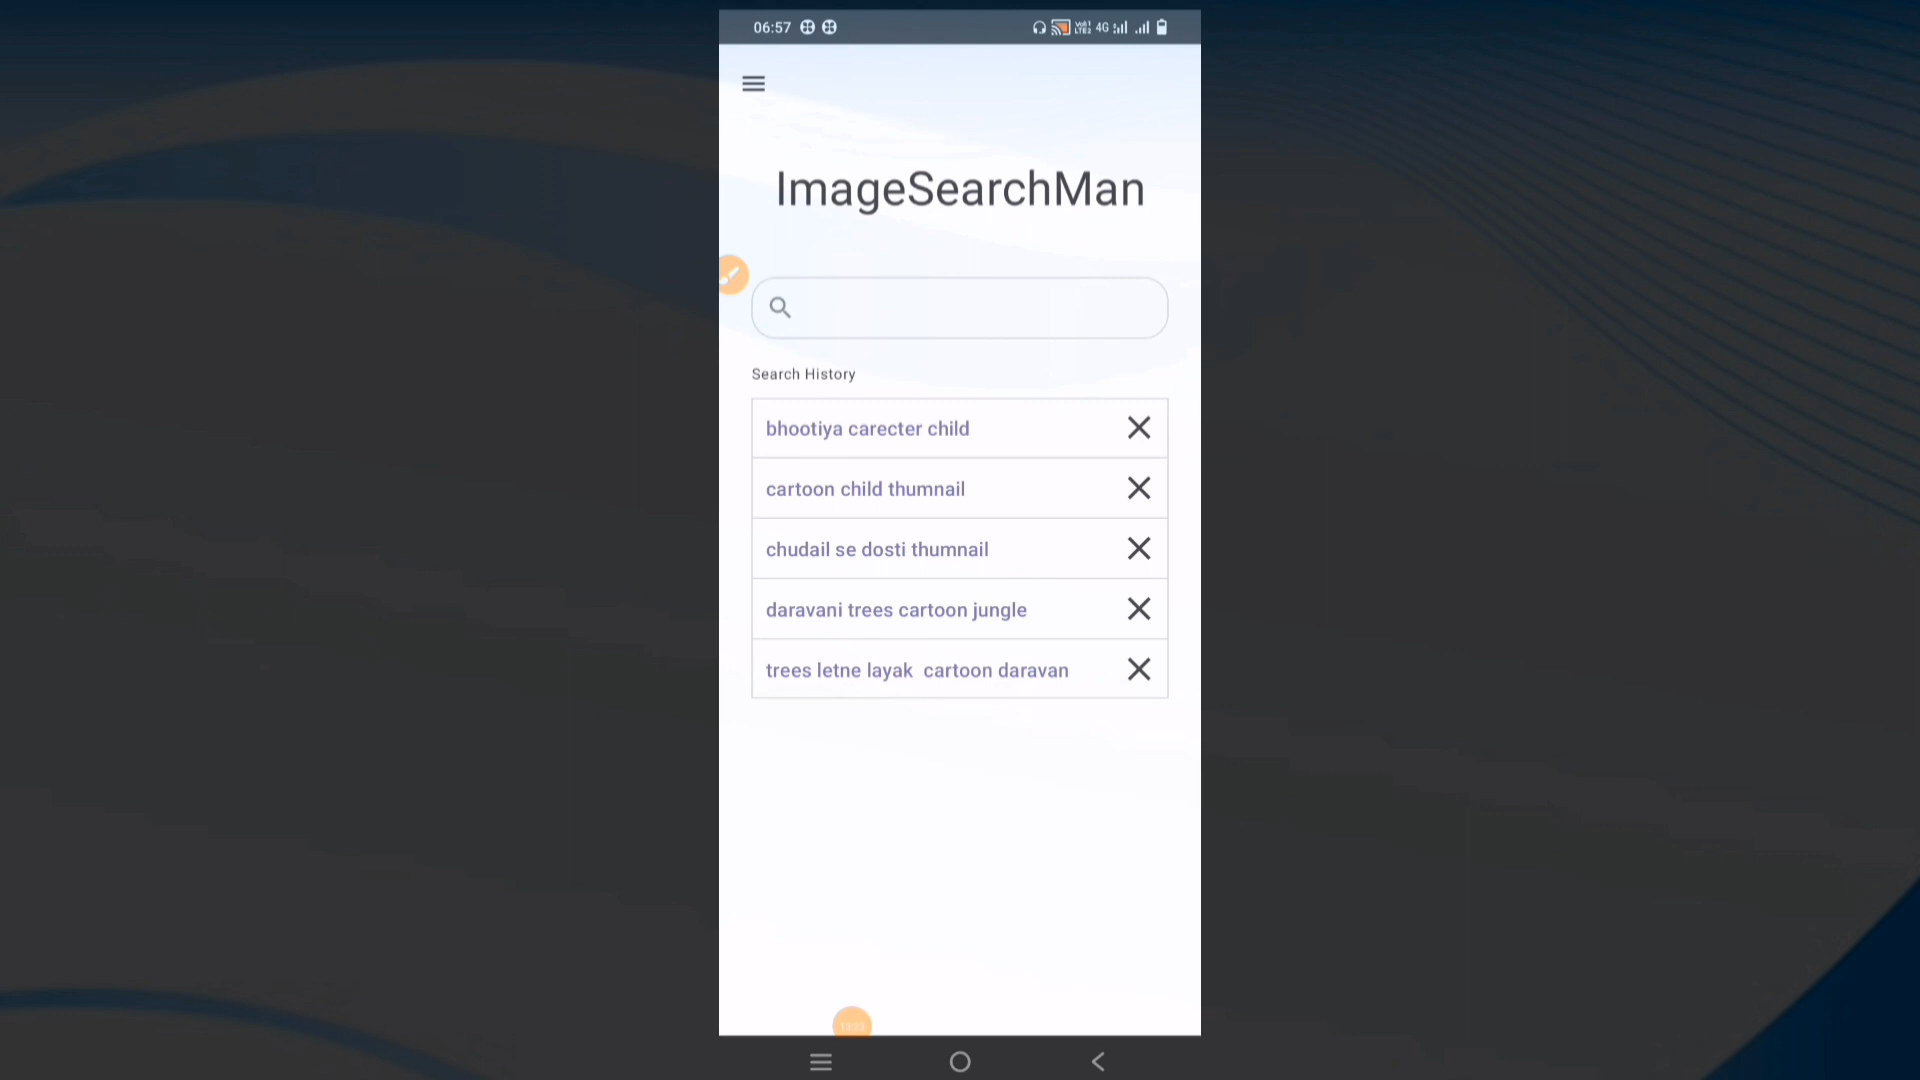 06:57 4G
ImageSearchMan
Search History
bhootiya carecter child
cartoon child thumnail
chudail se dosti thumnail
daravani trees cartoon jungle
trees letne layak  cartoon daravan